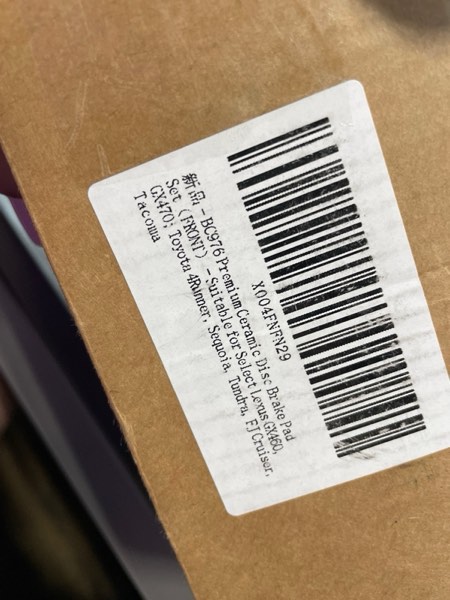 X004FNFN29
新品 - BC976 Premium Ceramic Disc Brake Pad
Set (FRONT) - Suitable for Select Lexus GX460,
GX470; Toyota 4Runner, Sequoia, Tundra, FJ Cruiser,
Tacoma